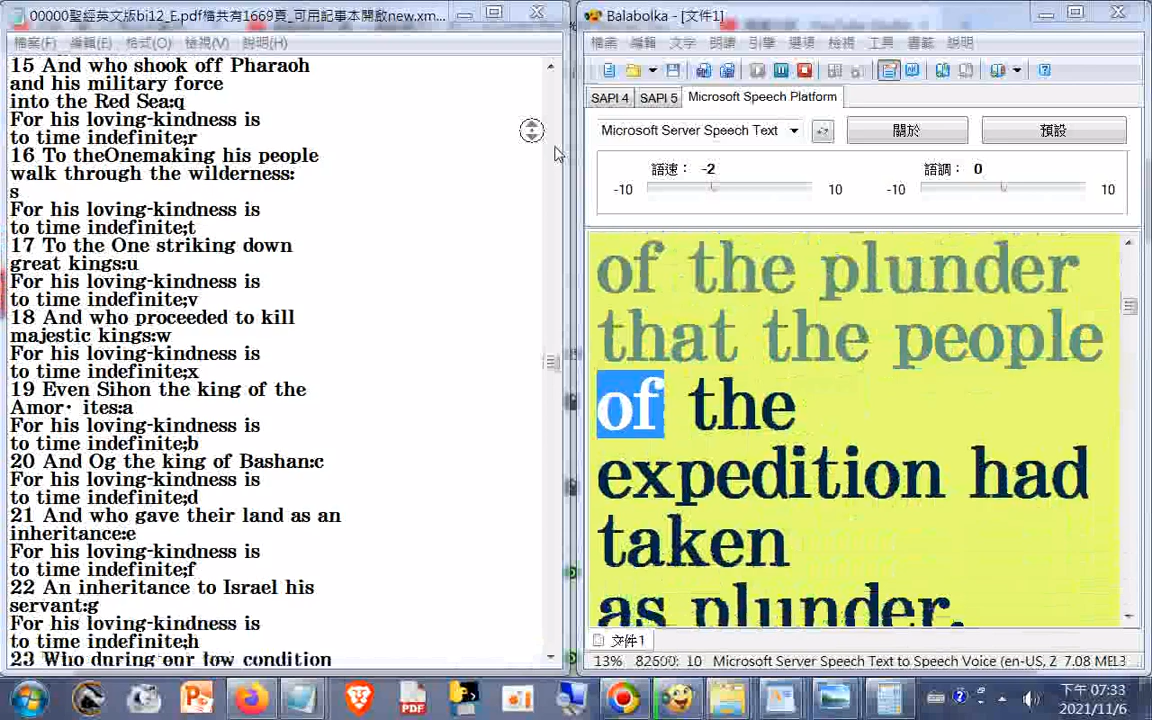 00000聖經英文版bi12_E.pdf檔共有1669頁_可用記事本開啟new.xm...
檔案(F) 編輯(E) 格式(O) 檢視(V) 說明(H)
15 And who shook off Pharaoh
and his military force
into the Red Sea:q
For his loving-kindness is
to time indefinite;r
16 To theOnemaking his people
walk through the wilderness:
s
For his loving-kindness is
to time indefinite;t
17 To the One striking down
great kings:u
For his loving-kindness is
to time indefinite;v
18 And who proceeded to kill
majestic kings:w
For his loving-kindness is
to time indefinite;x
19 Even Sihon the king of the
Amor· ites:a
For his loving-kindness is
to time indefinite;b
20 And Og the king of Bashan:c
For his loving-kindness is
to time indefinite;d
21 And who gave their land as an
inheritance:e
For his loving-kindness is
to time indefinite;f
22 An inheritance to Israel his
servant:g
For his loving-kindness is
to time indefinite;h
23 Who during our low condition
Balabolka - [文件1]
檔案 編輯 文字 朗讀 引擎 選項 檢視 工具 書籤 說明
SAPI 4 SAPI 5 Microsoft Speech Platform
Microsoft Server Speech Text 關於 預設
語速： -2 語調： 0
-10 10 -10 10
of the plunder
that the people
of the
expedition had
taken
as plunder.
文件1
13% 82600: 10 Microsoft Server Speech Text to Speech Voice (en-US, Z 7.08 MEL3
PDF
下午 07:33
2021/11/6